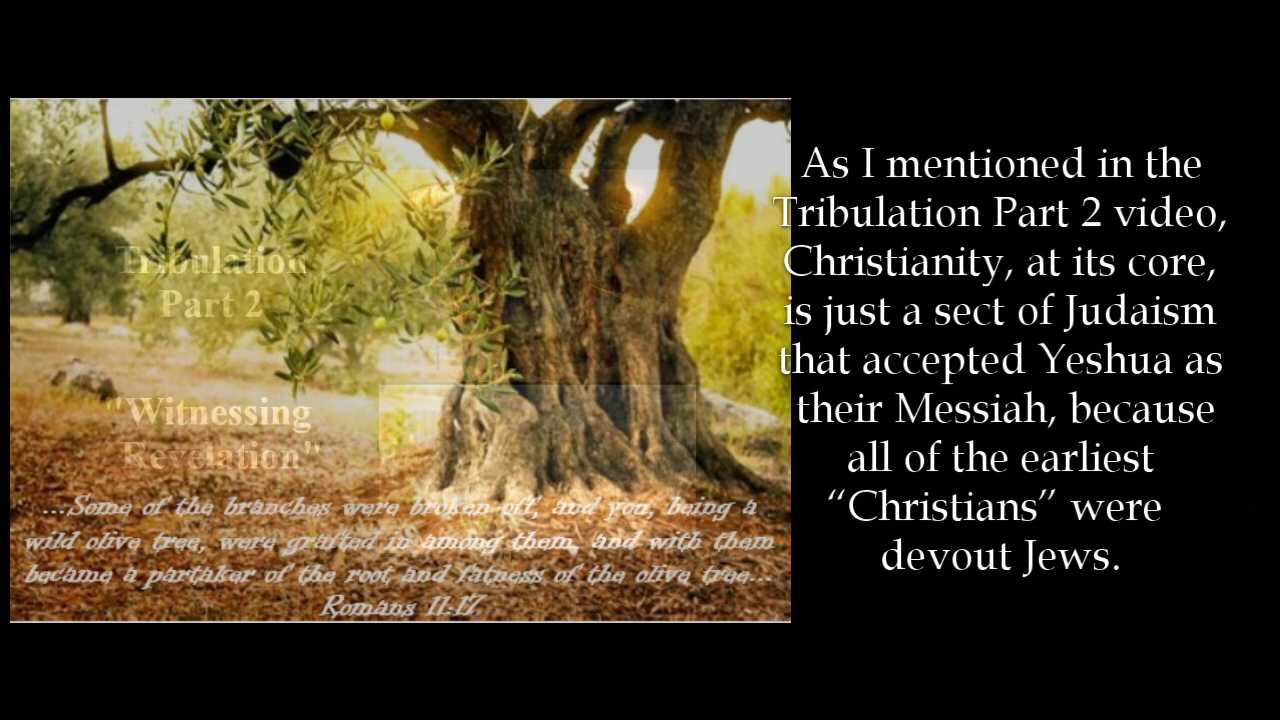 Tribulation
Part 2
"Witnessing
Revelation"
...Some of the branches were broken off, and you, being a
wild olive tree, were grafted in among them, and with them
became a partaker of the root and fatness of the olive tree...
Romans 11:17
As I mentioned in the
Tribulation Part 2 video,
Christianity, at its core,
is just a sect of Judaism
that accepted Yeshua as
their Messiah, because
all of the earliest
“Christians” were
devout Jews.